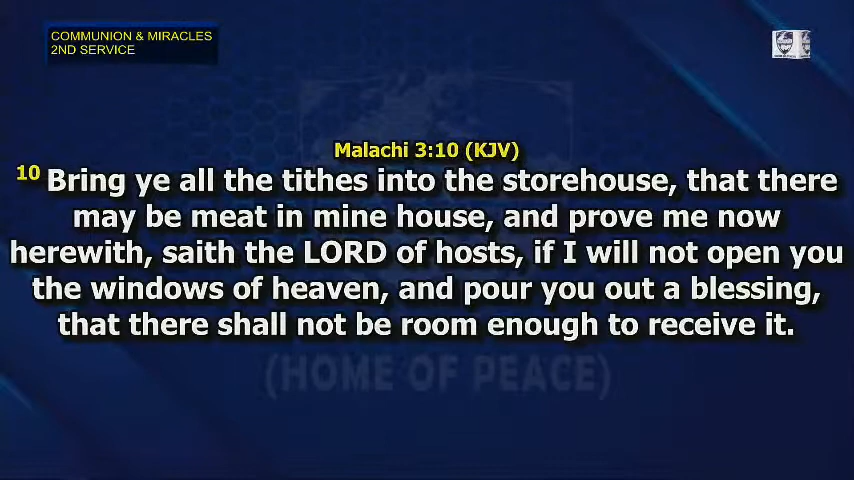 COMMUNION & MIRACLES
2ND SERVICE
Malachi 3:10 (KJV)
10 Bring ye all the tithes into the storehouse, that there
may be meat in mine house, and prove me now
herewith, saith the LORD of hosts, if I will not open you
the windows of heaven, and pour you out a blessing,
that there shall not be room enough to receive it.
(HOME OF PEACE)